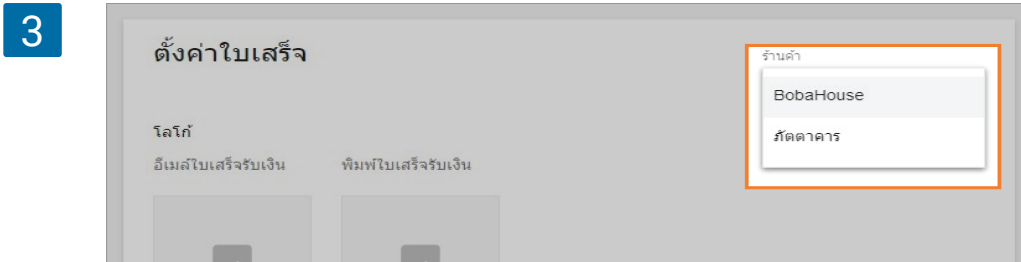 3
ตั้งค่าใบเสร็จ
ร้านค้า
BobaHouse
ภัตตาคาร
โลโก้
อีเมล์ใบเสร็จรับเงิน พิมพ์ใบเสร็จรับเงิน